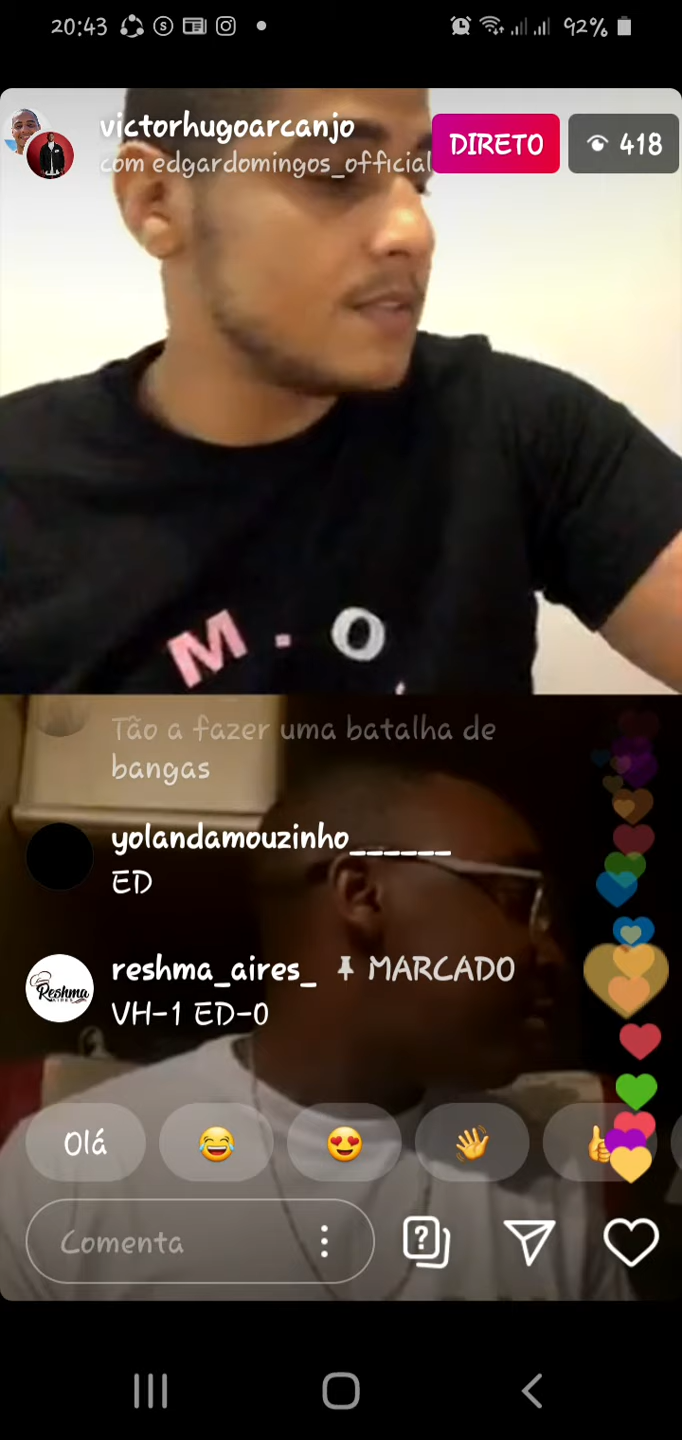 20:43
92%
victorhugoarcanjo
com edgardomingos_official
DIRETO
418
M. O
Tão a fazer uma batalha de
bangas
yolandamouzinho______
ED
reshma_aires_ MARCADO
Reshma
AIRES
VH-1 ED-0
Olá
Comenta